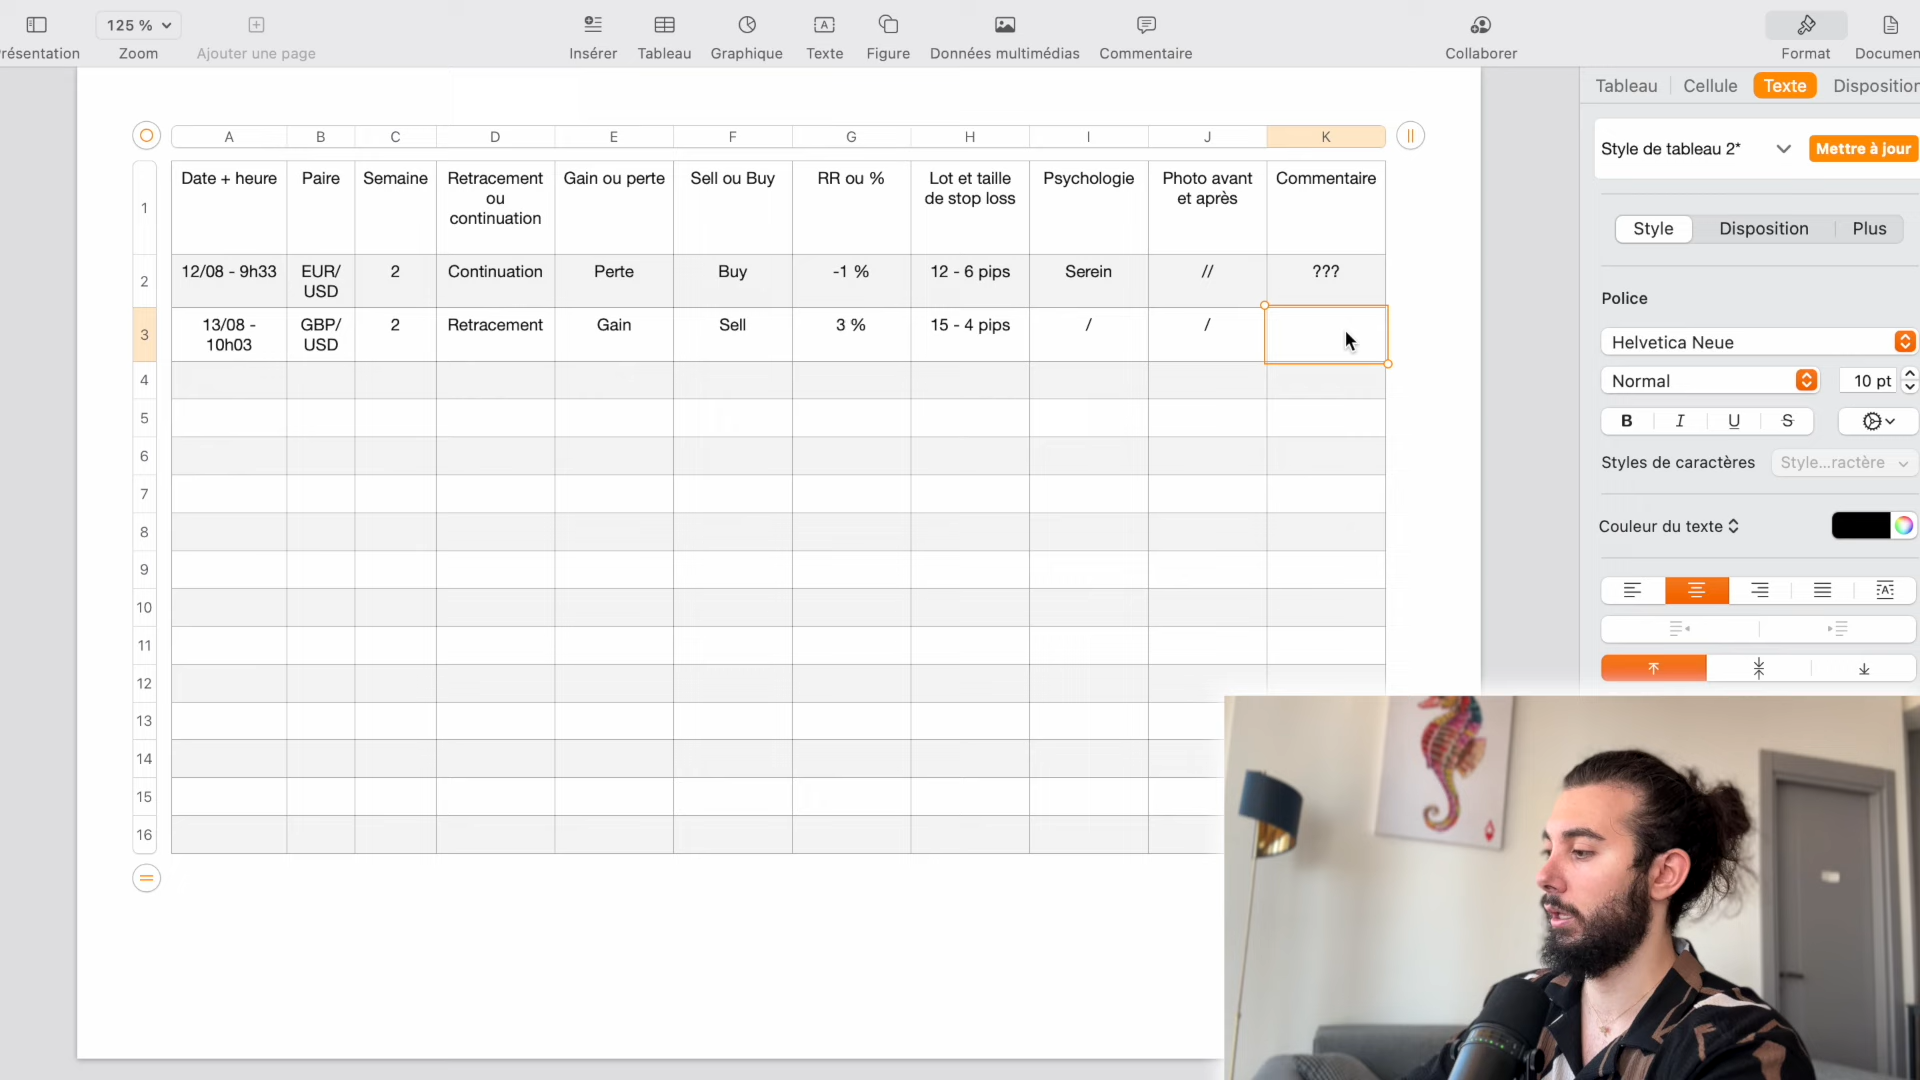 résentation
125 %
Zoom
Ajouter une page
Insérer
Tableau
Graphique
Texte
Figure
Données multimédias
Commentaire
Collaborer
Format
Documen
Tableau
Cellule
Texte
Disposition
Style de tableau 2*
Mettre à jour
Style
Disposition
Plus
Police
Helvetica Neue
Normal
10 pt
B I U S
Styles de caractères
Style...ractère
Couleur du texte
A B C D E F G H I J K
1
Date + heure
Paire
Semaine
Retracement
ou
continuation
Gain ou perte
Sell ou Buy
RR ou %
Lot et taille
de stop loss
Psychologie
Photo avant
et après
Commentaire
2
12/08 - 9h33
EUR/
USD
2
Continuation
Perte
Buy
-1 %
12 - 6 pips
Serein
//
???
3
13/08 -
10h03
GBP/
USD
2
Retracement
Gain
Sell
3 %
15 - 4 pips
/
/
4
5
6
7
8
9
10
11
12
13
14
15
16